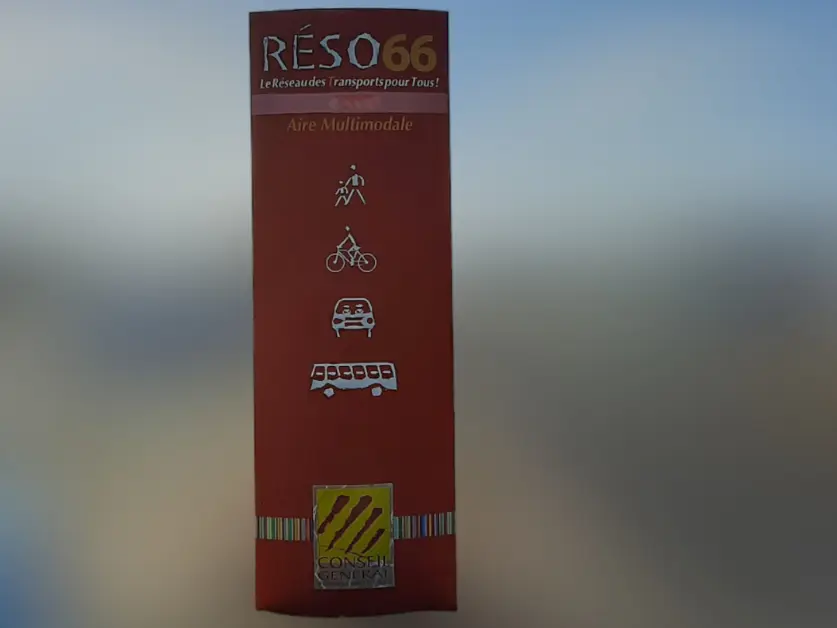 RÉSO66
Le Réseau des Transports pour Tous!
Aire Multimodale
CONSEIL
GENERAL